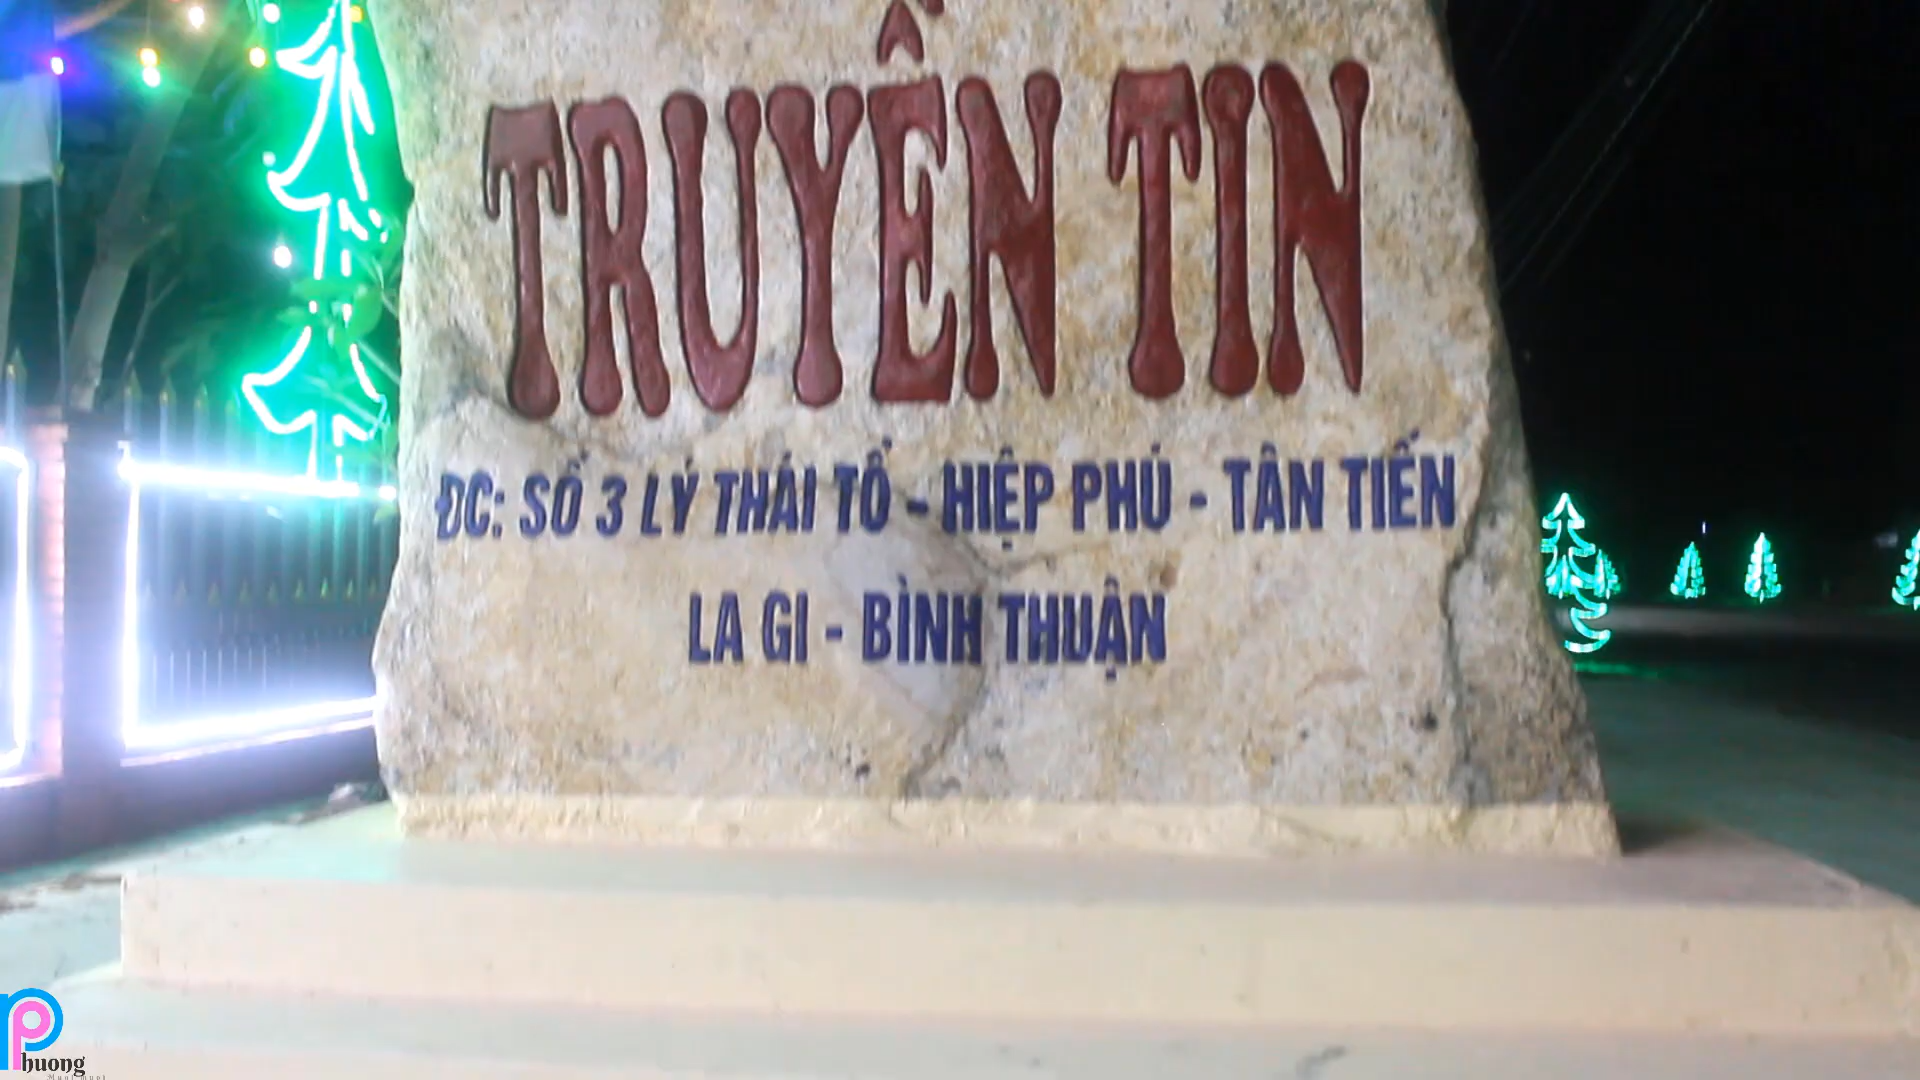 TRUYỀN TIN
ĐC: SỐ 3 LÝ THÁI TỔ - HIỆP PHÚ - TÂN TIẾN
LA GI - BÌNH THUẬN
Phuong